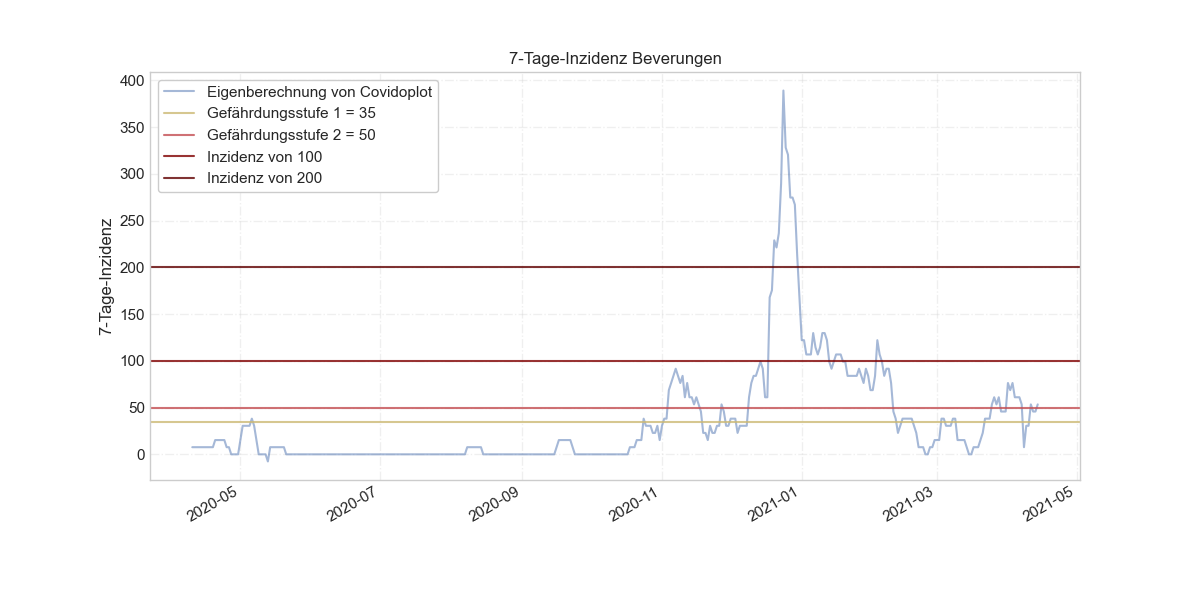 7-Tage-Inzidenz Beverungen
Eigenberechnung von Covidoplot
Gefährdungsstufe 1 = 35
Gefährdungsstufe 2 = 50
Inzidenz von 100
Inzidenz von 200
7-Tage-Inzidenz
400
350
300
250
200
150
100
50
0
2020-05
2020-07
2020-09
2020-11
2021-01
2021-03
2021-05